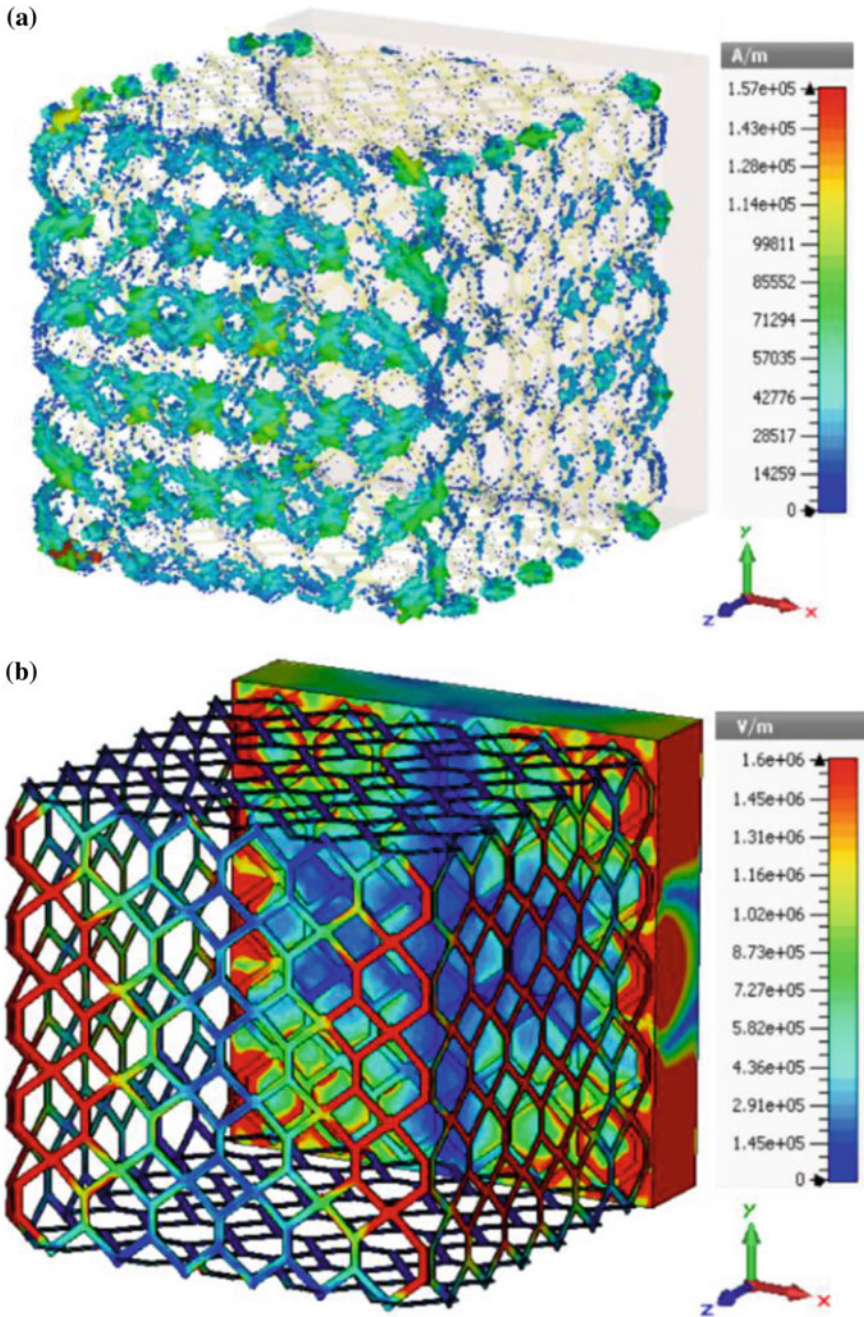 (a)
A/m
1.57e+05
1.43e+05
1.28e+05
1.14e+05
99811
85552
71294
57035
42776
28517
14259
0
Y
Z
X
(b)
V/m
1.6e+06
1.45e+06
1.31e+06
1.16e+06
1.02e+06
8.73e+05
7.27e+05
5.82e+05
4.36e+05
2.91e+05
1.45e+05
0
Y
Z
X